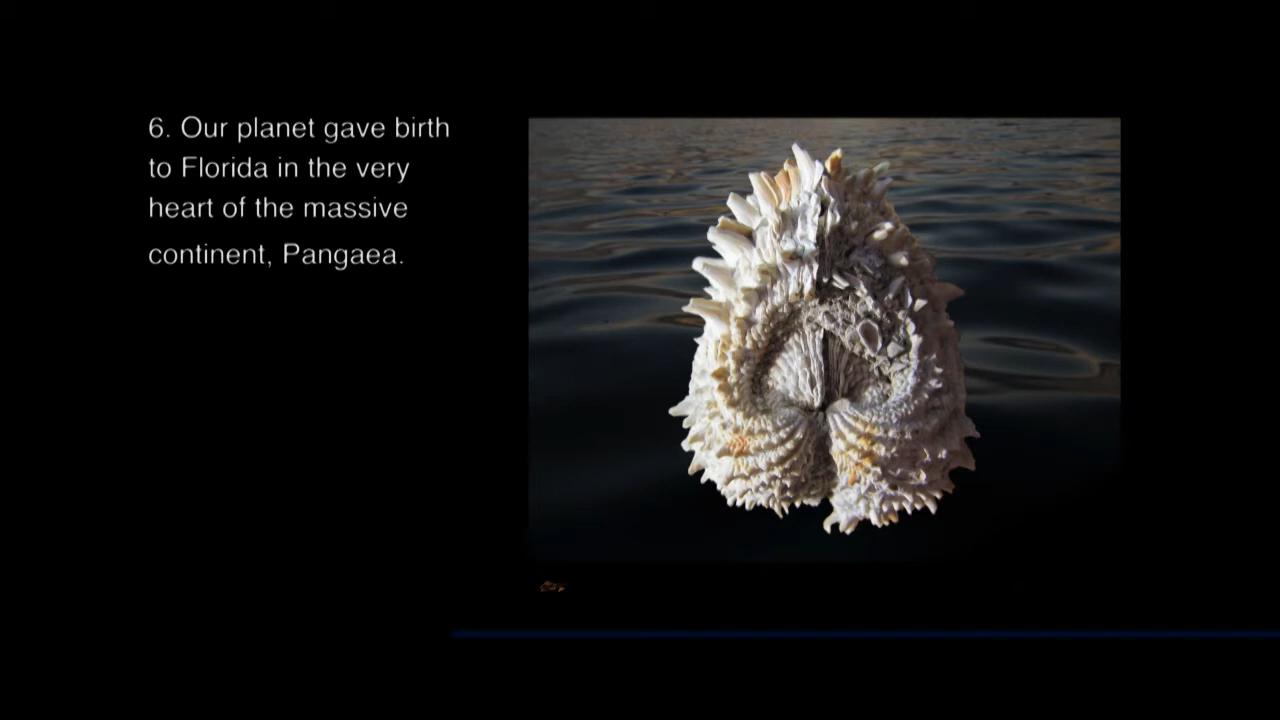 6. Our planet gave birth
to Florida in the very
heart of the massive
continent, Pangaea.